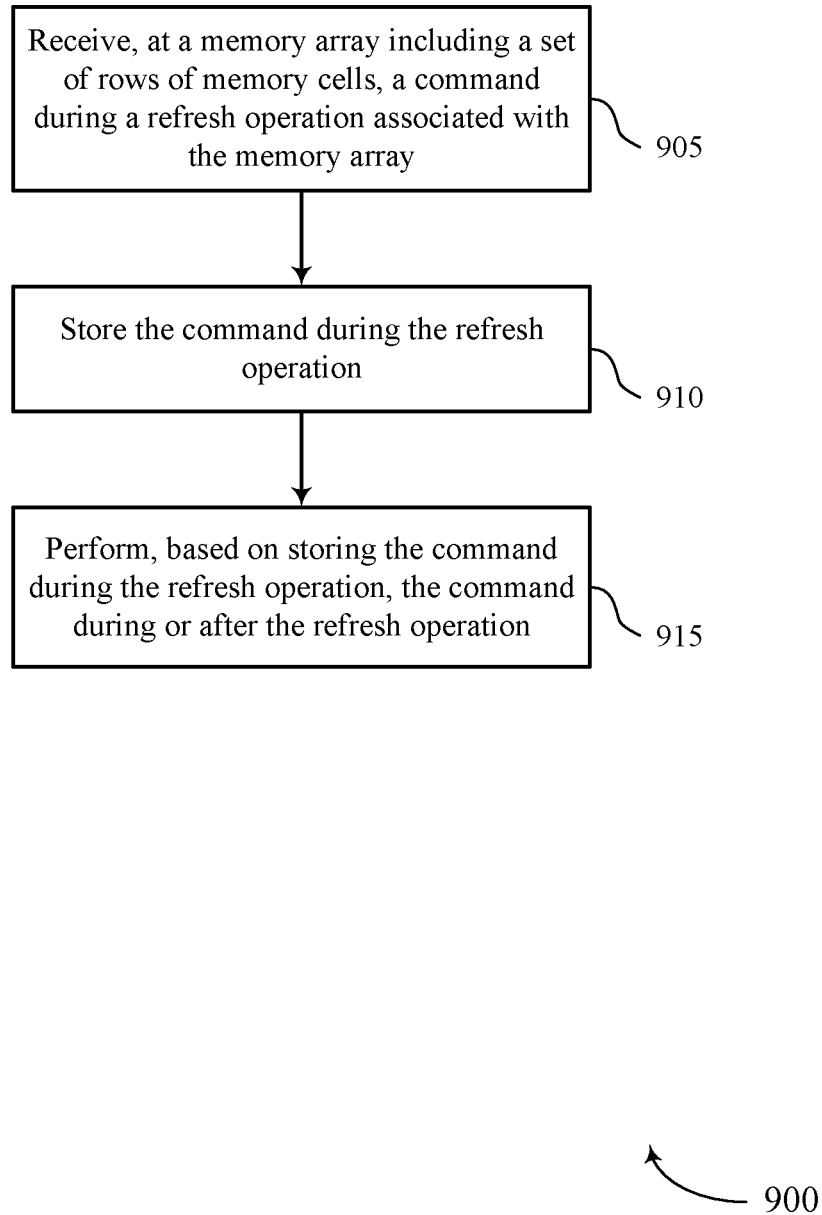 Receive, at a memory array including a set
of rows of memory cells, a command
during a refresh operation associated with
the memory array
905
Store the command during the refresh
operation
910
Perform, based on storing the command
during the refresh operation, the command
during or after the refresh operation
915
900